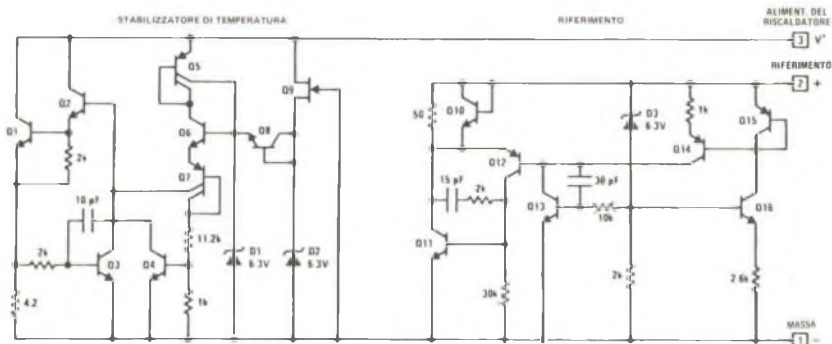 STABILIZZATORE DI TEMPERATURA
RIFERIMENTO
ALIMENT. DEL
RISCALDATORE
3 V+
RIFERIMENTO
2 +
Q1
Q2
2k
10 pF
2k
Q3
Q4
4.2
Q5
Q6
Q7
11.2k
1k
D1
6.3V
Q8
Q9
D2
6.3V
50
Q10
Q12
15 pF
2k
Q11
30k
Q13
30 pF
10k
D3
6.3V
2k
1k
Q14
Q15
Q16
2.6k
MASSA
1 −